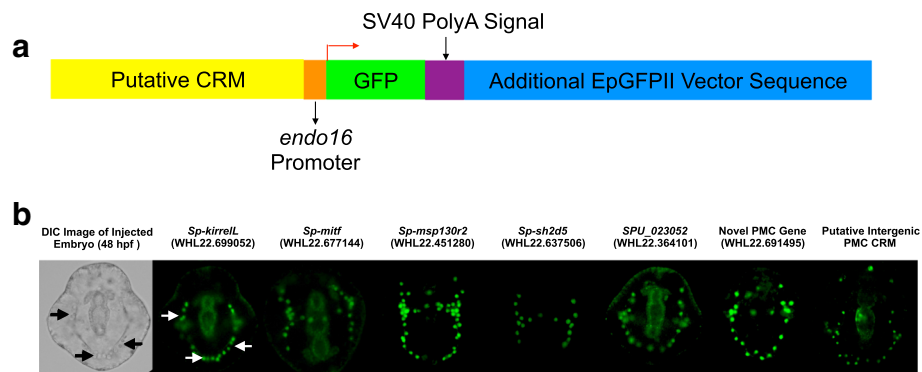 a
SV40 PolyA Signal
Putative CRM
GFP
Additional EpGFPII Vector Sequence
endo16
Promoter
b
DIC Image of Injected
Embryo (48 hpf )
Sp-kirrelL
(WHL22.699052)
Sp-mitf
(WHL22.677144)
Sp-msp130r2
(WHL22.451280)
Sp-sh2d5
(WHL22.637506)
SPU_023052
(WHL22.364101)
Novel PMC Gene
(WHL22.691495)
Putative Intergenic
PMC CRM